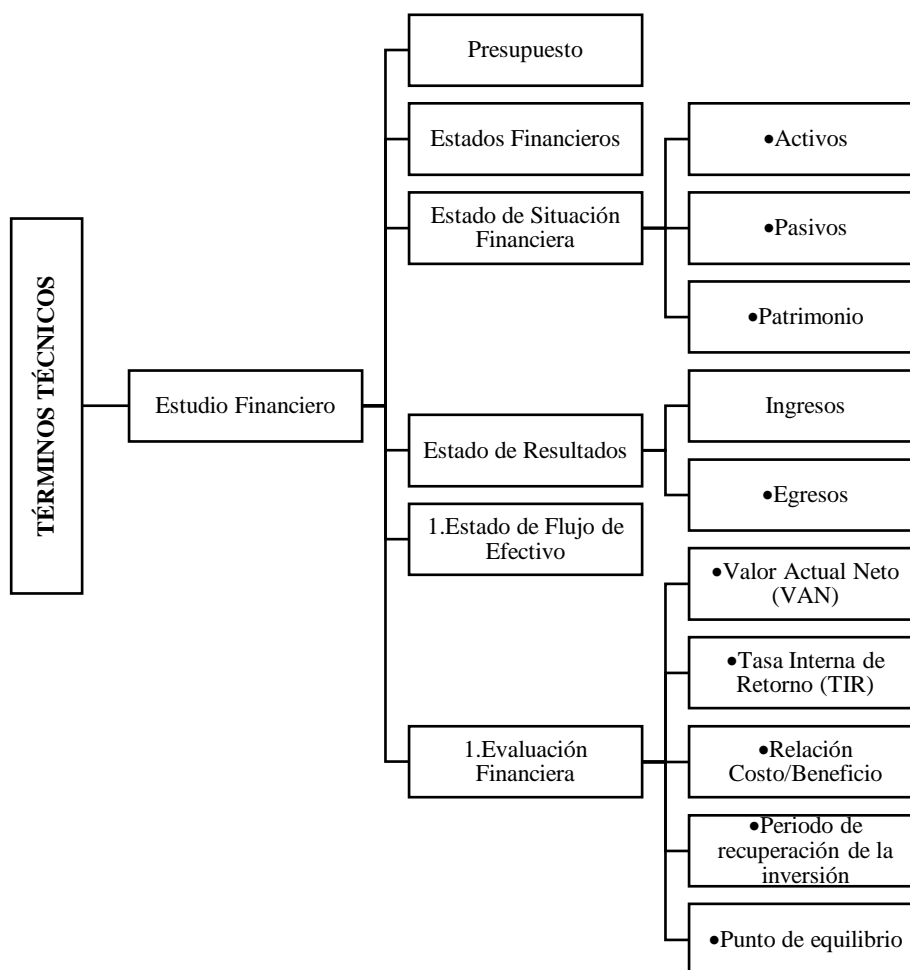 TÉRMINOS TÉCNICOS
Estudio Financiero
Presupuesto
Estados Financieros
Estado de Situación
Financiera
•Activos
•Pasivos
•Patrimonio
Estado de Resultados
Ingresos
•Egresos
1.Estado de Flujo de
Efectivo
1.Evaluación
Financiera
•Valor Actual Neto
(VAN)
•Tasa Interna de
Retorno (TIR)
•Relación
Costo/Beneficio
•Periodo de
recuperación de la
inversión
•Punto de equilibrio